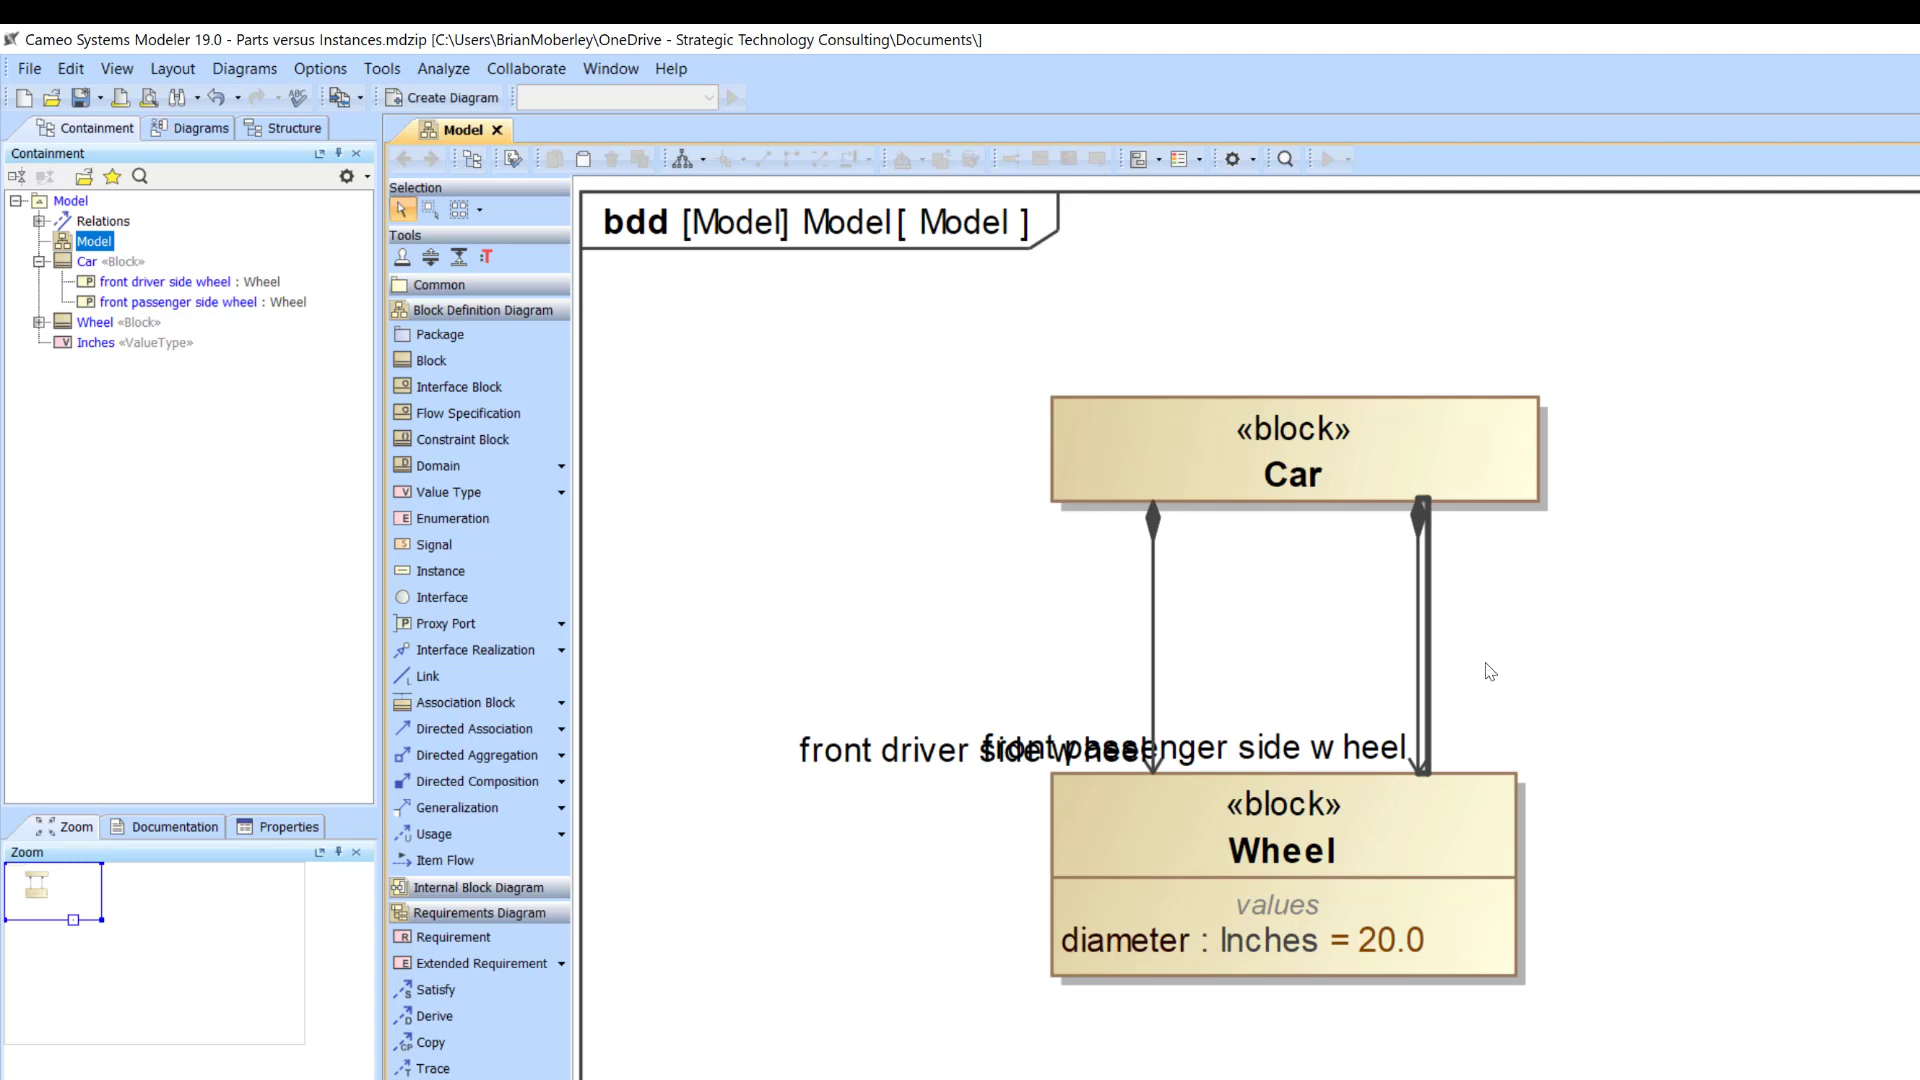 Cameo Systems Modeler 19.0 - Parts versus Instances.mdzip [C:\Users\BrianMoberley\OneDrive - Strategic Technology Consulting\Documents\]
File Edit View Layout Diagrams Options Tools Analyze Collaborate Window Help
Create Diagram
Containment Diagrams Structure
Containment
Model
Relations
Model
Car «Block»
front driver side wheel : Wheel
front passenger side wheel : Wheel
Wheel «Block»
Inches «ValueType»
Zoom Documentation Properties
Zoom
Model
Selection
Tools
Common
Block Definition Diagram
Package
Block
Interface Block
Flow Specification
Constraint Block
Domain
Value Type
Enumeration
Signal
Instance
Interface
Proxy Port
Interface Realization
Link
Association Block
Directed Association
Directed Aggregation
Directed Composition
Generalization
Usage
Item Flow
Internal Block Diagram
Requirements Diagram
Requirement
Extended Requirement
Satisfy
Derive
Copy
Trace
bdd [Model] Model[ Model ]
«block»
Car
front driver side w heel
front passenger side w heel
«block»
Wheel
values
diameter : Inches = 20.0